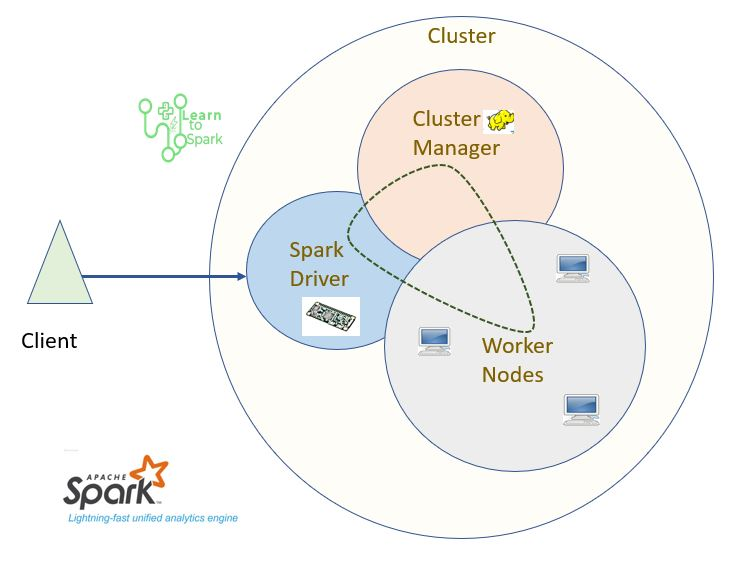 Cluster
Cluster
Manager
Learn
to
Spark
Spark
Driver
Client
Worker
Nodes
APACHE
Spark
Lightning-fast unified analytics engine